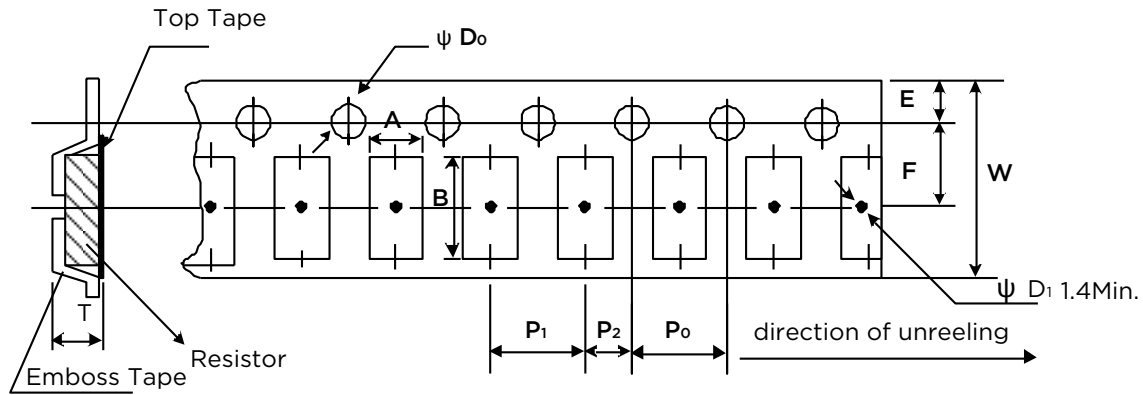 Top Tape
ψ D₀
A
E
B
F
W
T
ψ D₁ 1.4Min.
P₁
P₂
P₀
direction of unreeling
Resistor
Emboss Tape